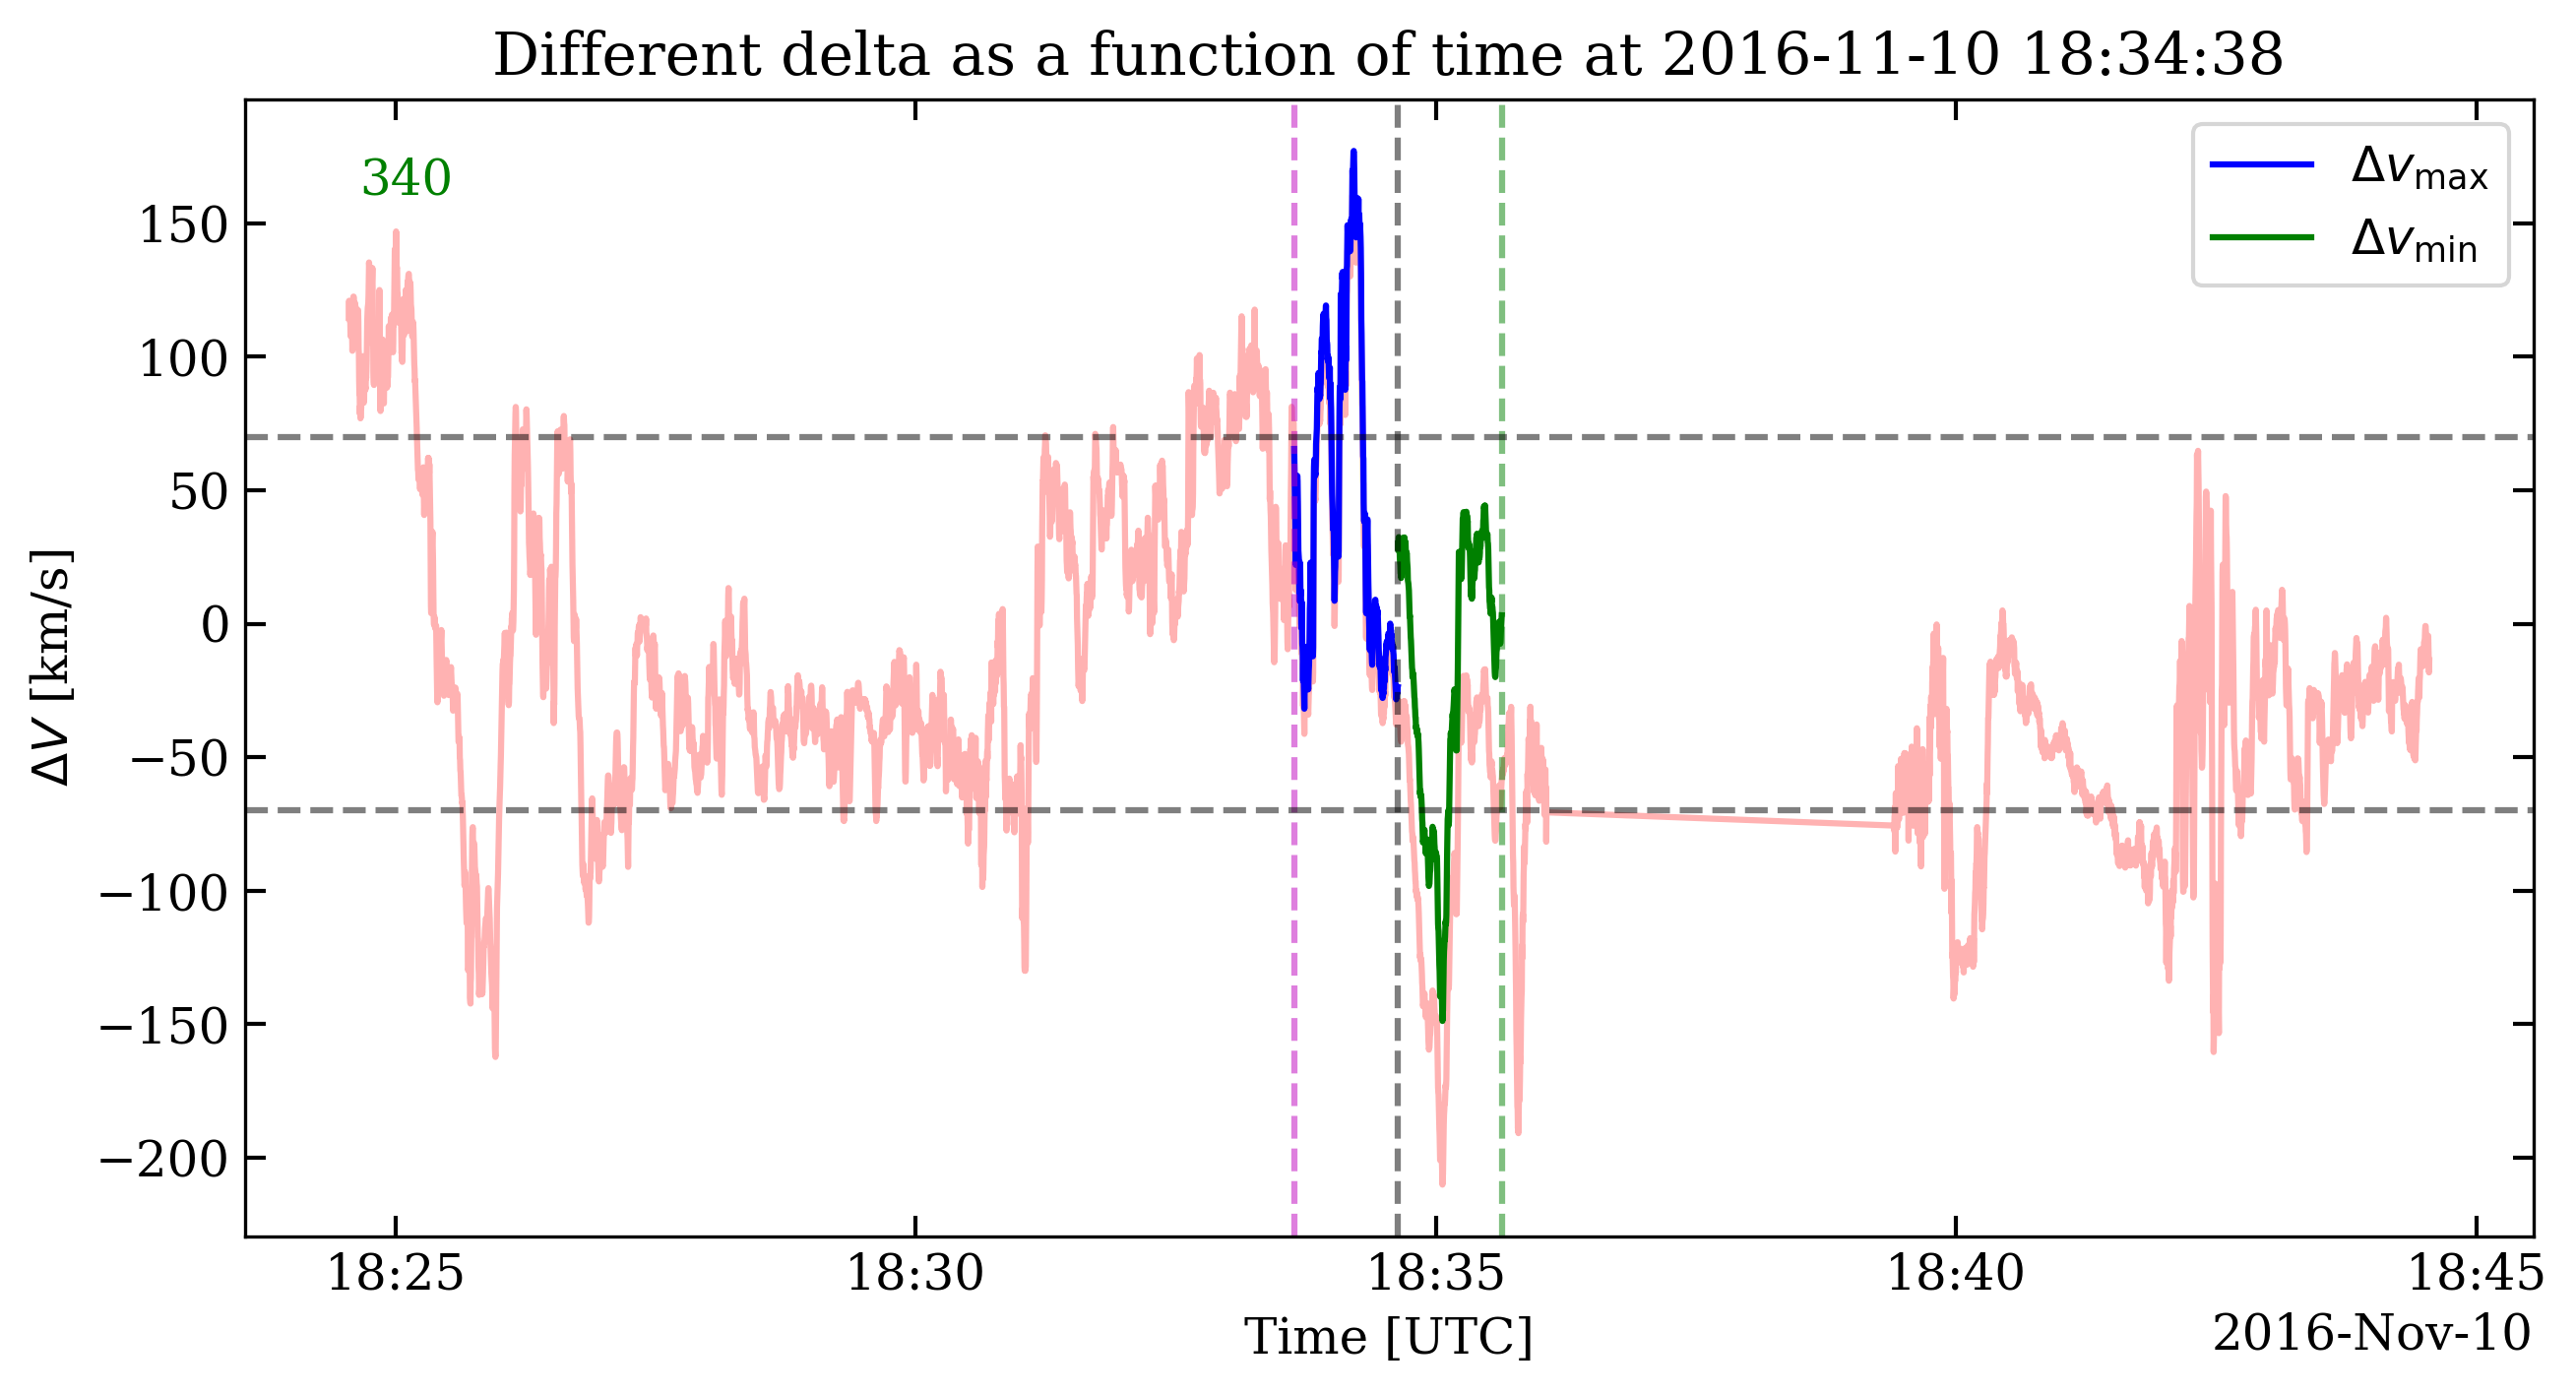 Different delta as a function of time at 2016-11-10 18:34:38
340
Δv_max
Δv_min
150
100
50
0
−50
−100
−150
−200
ΔV [km/s]
18:25 18:30 18:35 18:40 18:45
Time [UTC]
2016-Nov-10